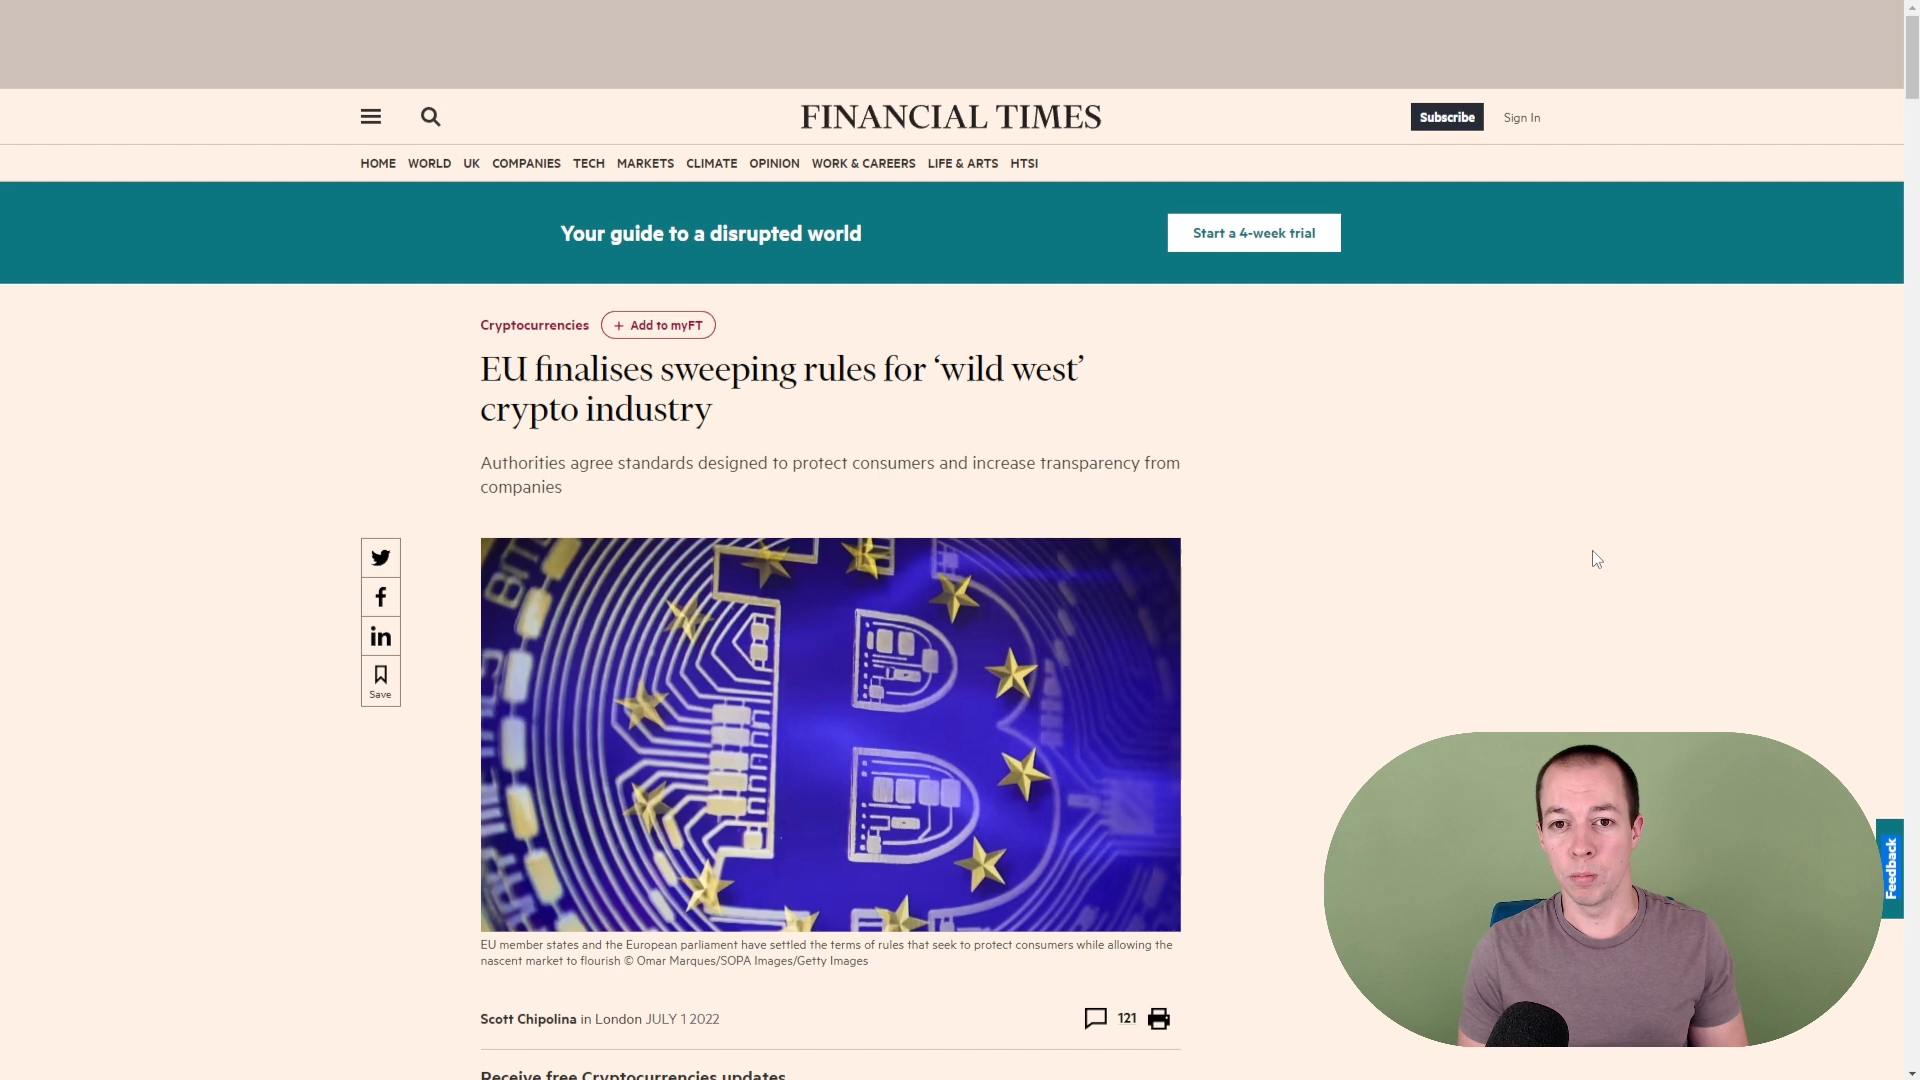 FINANCIAL TIMES
Subscribe
Sign In
HOME WORLD UK COMPANIES TECH MARKETS CLIMATE OPINION WORK & CAREERS LIFE & ARTS HTSI
Your guide to a disrupted world
Start a 4-week trial
Cryptocurrencies
+ Add to myFT
EU finalises sweeping rules for ‘wild west’
crypto industry
Authorities agree standards designed to protect consumers and increase transparency from
companies
Save
EU member states and the European parliament have settled the terms of rules that seek to protect consumers while allowing the
nascent market to flourish © Omar Marques/SOPA Images/Getty Images
Scott Chipolina in London JULY 1 2022
121
Receive free Cryptocurrencies updates
Feedback